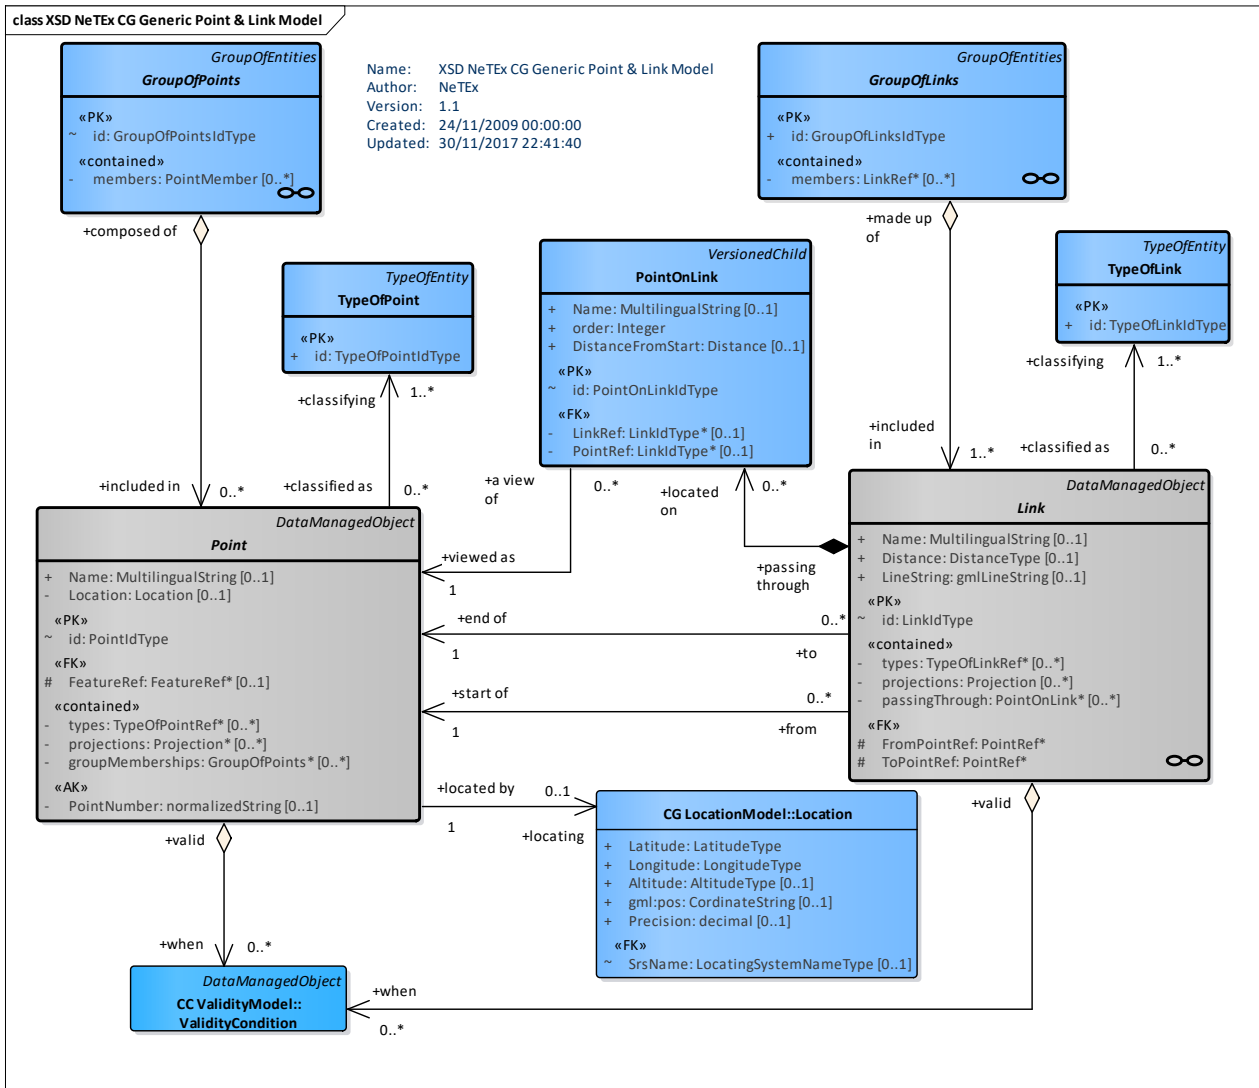 class XSD NeTEx CG Generic Point & Link Model
GroupOfEntities
GroupOfPoints
«PK»
~ id: GroupOfPointsIdType
«contained»
- members: PointMember [0..*]
Name: XSD NeTEx CG Generic Point & Link Model
Author: NeTEx
Version: 1.1
Created: 24/11/2009 00:00:00
Updated: 30/11/2017 22:41:40
GroupOfEntities
GroupOfLinks
«PK»
+ id: GroupOfLinksIdType
«contained»
- members: LinkRef* [0..*]
+composed of
+made up
of
TypeOfEntity
TypeOfPoint
«PK»
+ id: TypeOfPointIdType
VersionedChild
PointOnLink
+ Name: MultilingualString [0..1]
+ order: Integer
+ DistanceFromStart: Distance [0..1]
«PK»
~ id: PointOnLinkIdType
«FK»
- LinkRef: LinkIdType* [0..1]
- PointRef: LinkIdType* [0..1]
TypeOfEntity
TypeOfLink
«PK»
+ id: TypeOfLinkIdType
+classifying
1..*
+classifying
1..*
+included
in
1..*
+classified as
0..*
+included in
0..*
+classified as
0..*
+a view
of
0..*
+located
on
0..*
DataManagedObject
Point
+ Name: MultilingualString [0..1]
- Location: Location [0..1]
«PK»
~ id: PointIdType
«FK»
# FeatureRef: FeatureRef* [0..1]
«contained»
- types: TypeOfPointRef* [0..*]
- projections: Projection* [0..*]
- groupMemberships: GroupOfPoints* [0..*]
«AK»
- PointNumber: normalizedString [0..1]
+viewed as
1
+passing
through
+end of
0..*
1
+to
+start of
0..*
1
+from
DataManagedObject
Link
+ Name: MultilingualString [0..1]
+ Distance: DistanceType [0..1]
+ LineString: gmlLineString [0..1]
«PK»
~ id: LinkIdType
«contained»
- types: TypeOfLinkRef* [0..*]
- projections: Projection [0..*]
- passingThrough: PointOnLink* [0..*]
«FK»
# FromPointRef: PointRef*
# ToPointRef: PointRef*
+located by
0..1
1
+locating
+valid
+valid
CG LocationModel::Location
+ Latitude: LatitudeType
+ Longitude: LongitudeType
+ Altitude: AltitudeType [0..1]
+ gml:pos: CordinateString [0..1]
+ Precision: decimal [0..1]
«FK»
~ SrsName: LocatingSystemNameType [0..1]
+when
0..*
DataManagedObject
CC ValidityModel::
ValidityCondition
+when
0..*